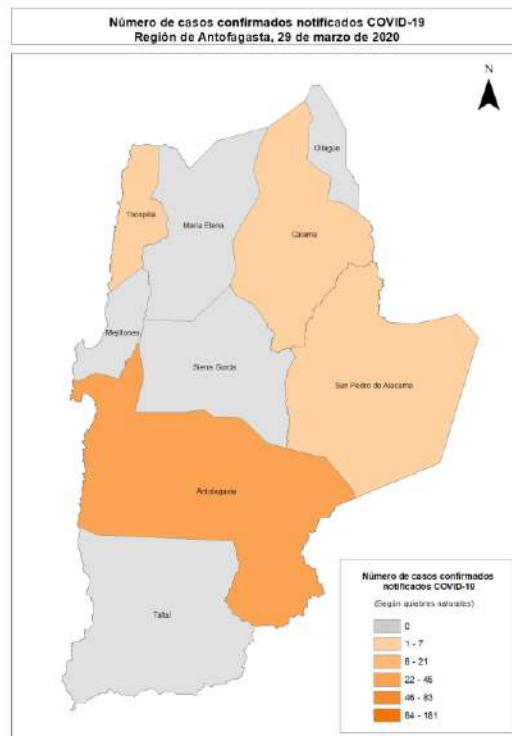 Número de casos confirmados notificados COVID-19
Región de Antofagasta, 29 de marzo de 2020
N
Ollagüe
Tocopilla
María Elena
Calama
Mejillones
Sierra Gorda
San Pedro de Atacama
Antofagasta
Taltal
Número de casos confirmados
notificados COVID-19
(Según quiebres naturales)
0
1 - 7
8 - 21
22 - 45
46 - 83
84 - 181